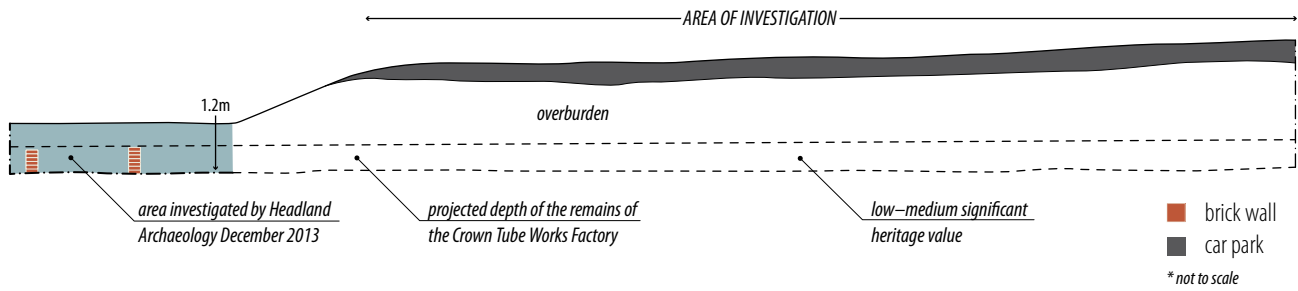 AREA OF INVESTIGATION
1.2m
overburden
area investigated by Headland
Archaeology December 2013
projected depth of the remains of
the Crown Tube Works Factory
low–medium significant
heritage value
brick wall
car park
* not to scale